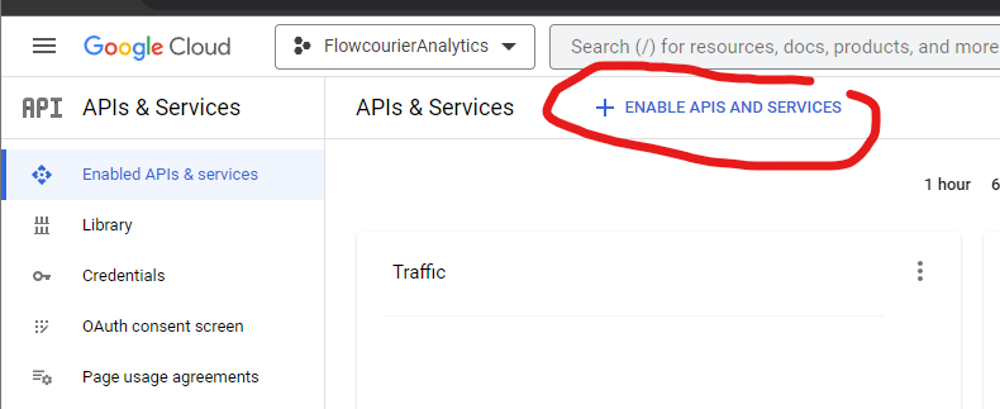 Google Cloud
FlowcourierAnalytics
Search (/) for resources, docs, products, and more
API APIs & Services
APIs & Services
+ ENABLE APIS AND SERVICES
Enabled APIs & services
Library
Credentials
OAuth consent screen
Page usage agreements
1 hour 6
Traffic